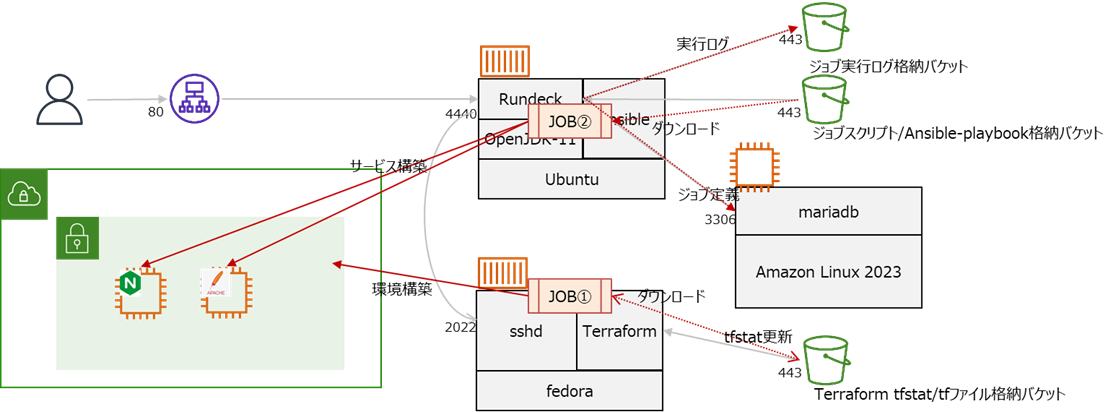 実行ログ
443
ジョブ実行ログ格納バケット
80
4440
Rundeck
JOB②
sible
OpenJDK-11
Ubuntu
ダウンロード
443
ジョブスクリプト/Ansible-playbook格納バケット
サービス構築
ジョブ定義
3306
mariadb
Amazon Linux 2023
N
APACHE
環境構築
JOB①
ダウンロード
2022
sshd
Terraform
fedora
tfstat更新
443
Terraform tfstat/tfファイル格納バケット